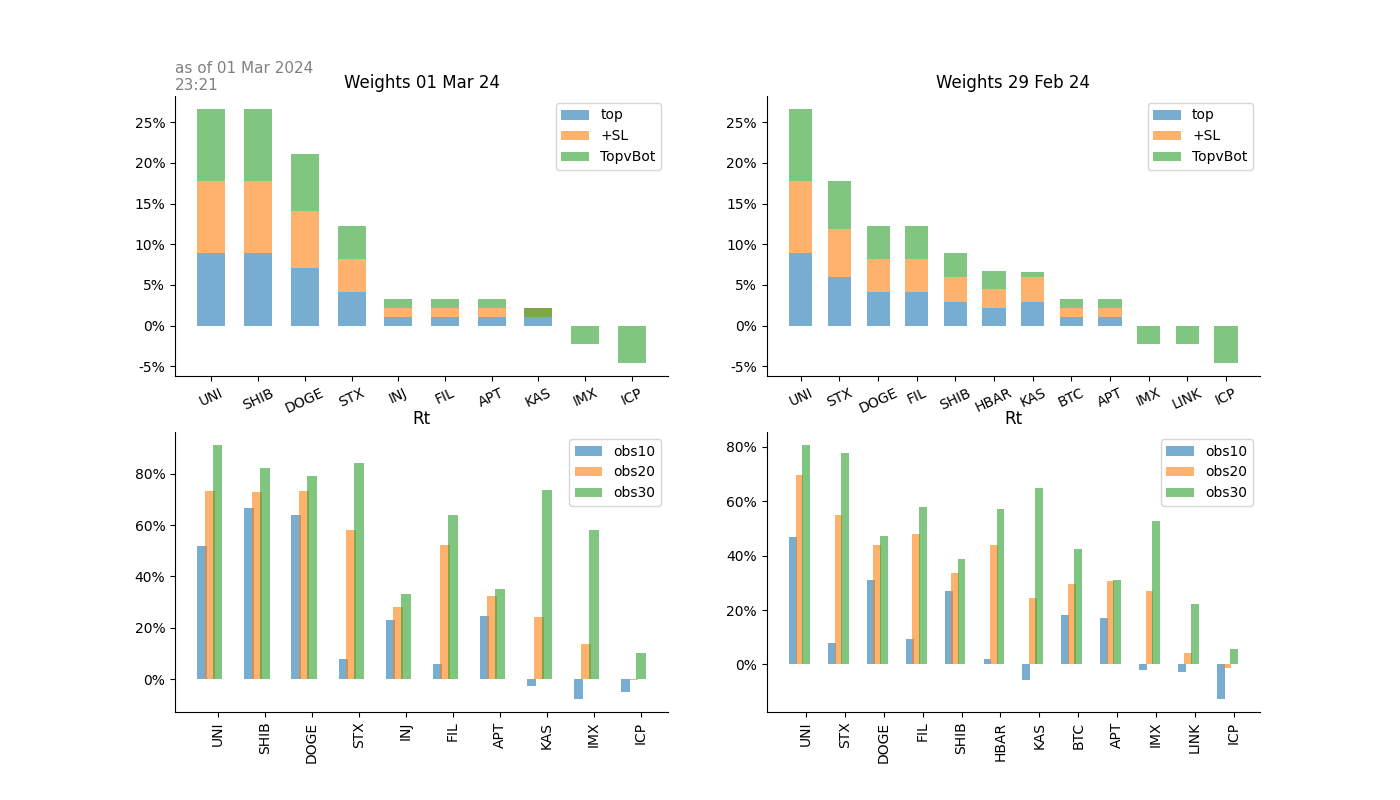 as of 01 Mar 2024
23:21
Weights 01 Mar 24
25%
20%
15%
10%
5%
0%
-5%
top
+SL
TopvBot
UNI SHIB DOGE STX INJ FIL APT KAS IMX ICP
Weights 29 Feb 24
25%
20%
15%
10%
5%
0%
-5%
top
+SL
TopvBot
UNI STX DOGE FIL SHIB HBAR KAS BTC APT IMX LINK ICP
Rt
80%
60%
40%
20%
0%
obs10
obs20
obs30
UNI SHIB DOGE STX INJ FIL APT KAS IMX ICP
Rt
80%
60%
40%
20%
0%
obs10
obs20
obs30
UNI STX DOGE FIL SHIB HBAR KAS BTC APT IMX LINK ICP